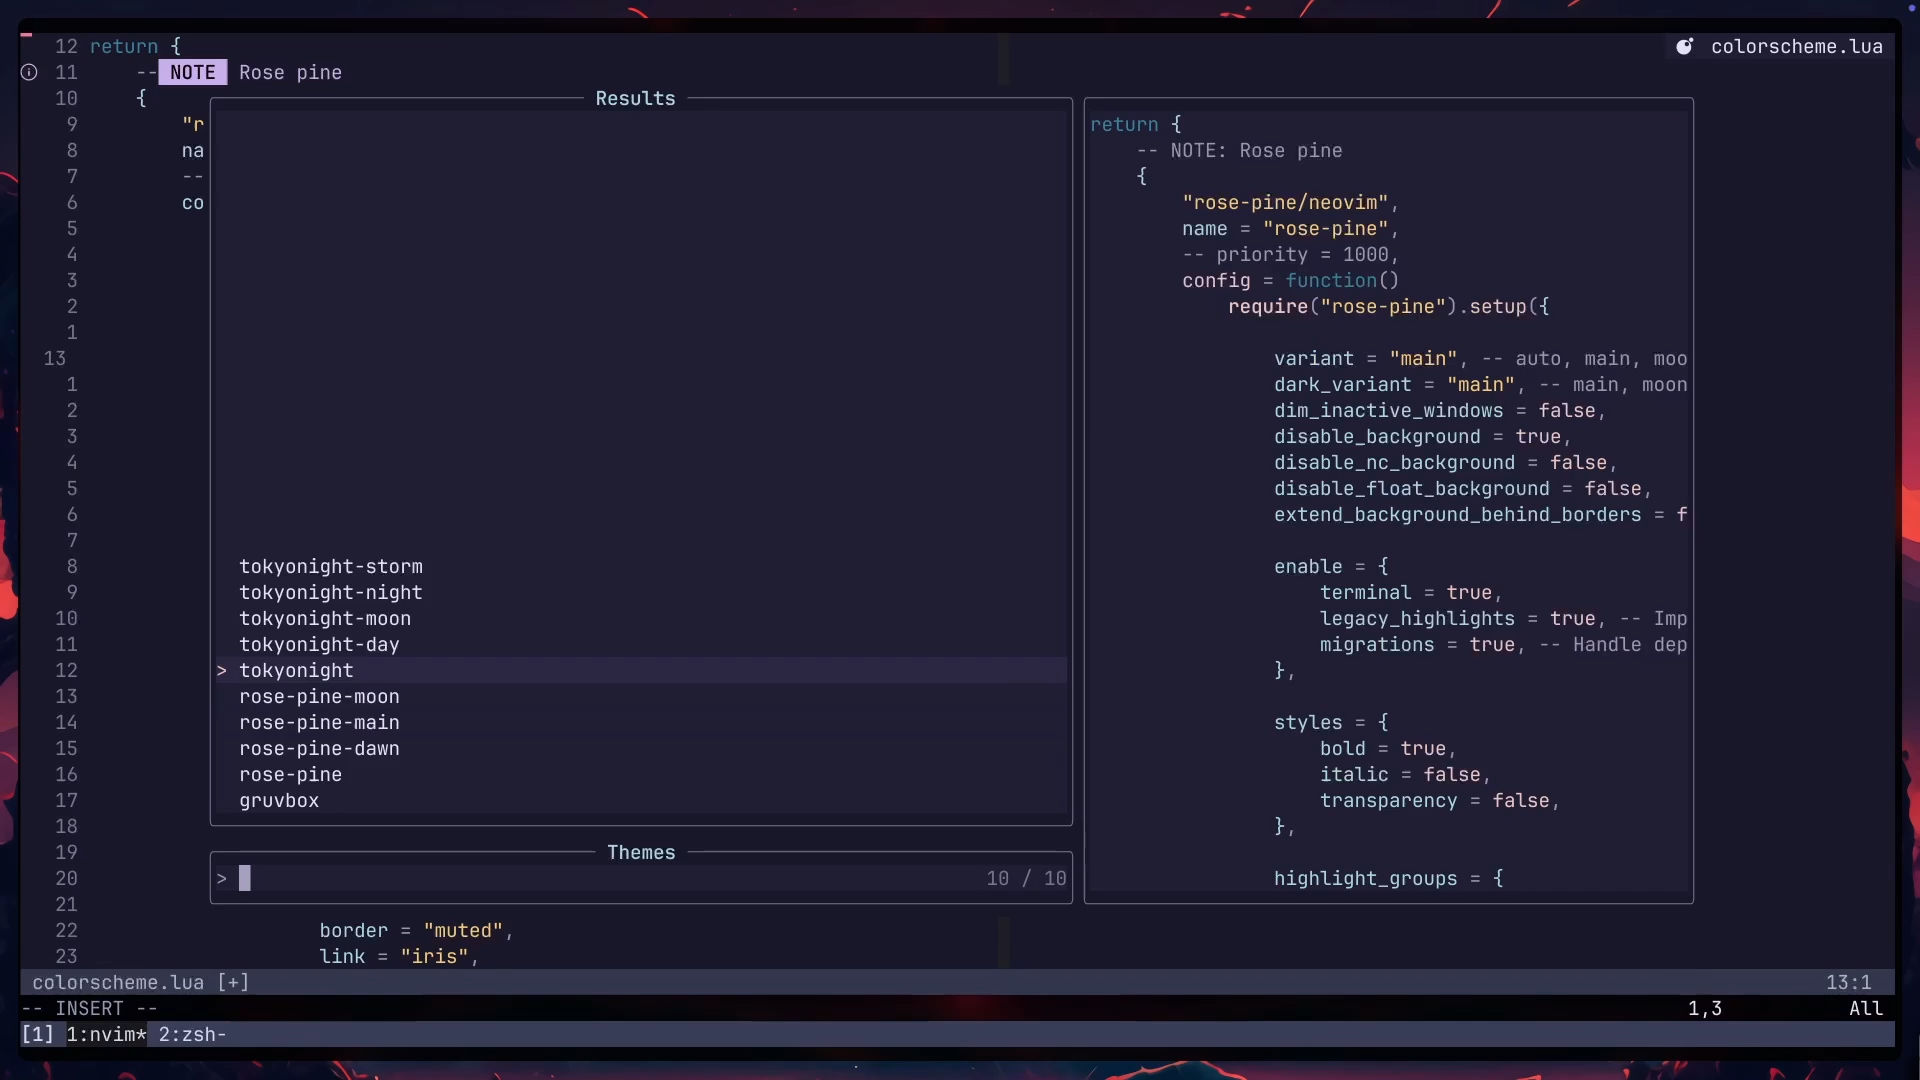 12 return {
colorscheme.lua
11 -- NOTE Rose pine
10 {
9 "r
8 na
7 --
6 co
5
4
3
2
1
13
1
2
3
4
5
6
7
8
9
10
11
12
13
14
15
16
17
18
19
20
21
22 border = "muted",
23 link = "iris",
Results
tokyonight-storm
tokyonight-night
tokyonight-moon
tokyonight-day
> tokyonight
rose-pine-moon
rose-pine-main
rose-pine-dawn
rose-pine
gruvbox
Themes
> 10 / 10
return {
-- NOTE: Rose pine
{
"rose-pine/neovim",
name = "rose-pine",
-- priority = 1000,
config = function()
require("rose-pine").setup({
variant = "main", -- auto, main, moo
dark_variant = "main", -- main, moon
dim_inactive_windows = false,
disable_background = true,
disable_nc_background = false,
disable_float_background = false,
extend_background_behind_borders = f
enable = {
terminal = true,
legacy_highlights = true, -- Imp
migrations = true, -- Handle dep
},
styles = {
bold = true,
italic = false,
transparency = false,
},
highlight_groups = {
colorscheme.lua [+] 13:1
-- INSERT -- 1,3 All
[1] 1:nvim* 2:zsh-